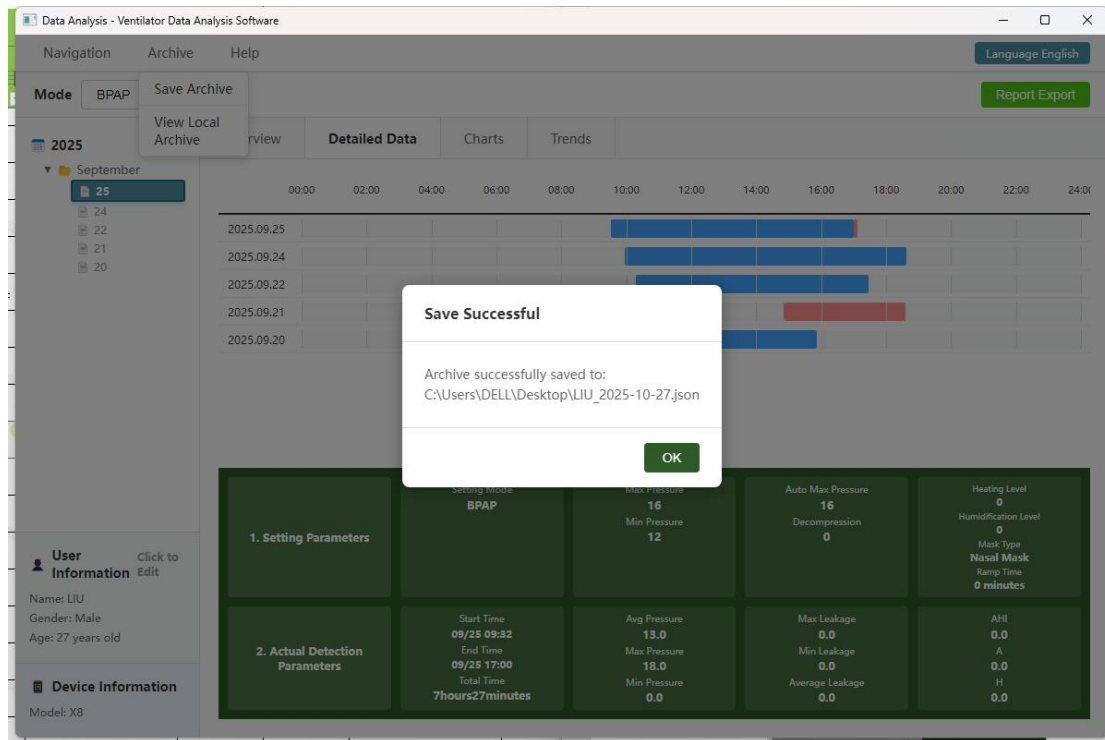 Data Analysis - Ventilator Data Analysis Software
Navigation Archive Help Language English
Mode BPAP Report Export
Save Archive
View Local
Archive
rview Detailed Data Charts Trends
2025
September
25
24
22
21
20
00:00 02:00 04:00 06:00 08:00 10:00 12:00 14:00 16:00 18:00 20:00 22:00 24:0
2025.09.25
2025.09.24
2025.09.22
2025.09.21
2025.09.20
Save Successful
Archive successfully saved to:
C:\Users\DELL\Desktop\LIU_2025-10-27.json
OK
1. Setting Parameters
Setting Mode
BPAP
Max Pressure
16
Min Pressure
12
Auto Max Pressure
16
Decompression
0
Heating Level
0
Humidification Level
0
Mask Type
Nasal Mask
Ramp Time
0 minutes
2. Actual Detection
Parameters
Start Time
09/25 09:32
End Time
09/25 17:00
Total Time
7hours27minutes
Avg Pressure
13.0
Max Pressure
18.0
Min Pressure
0.0
Max Leakage
0.0
Min Leakage
0.0
Average Leakage
0.0
AHI
0.0
A
0.0
H
0.0
User Click to
Information Edit
Name: LIU
Gender: Male
Age: 27 years old
Device Information
Model: X8